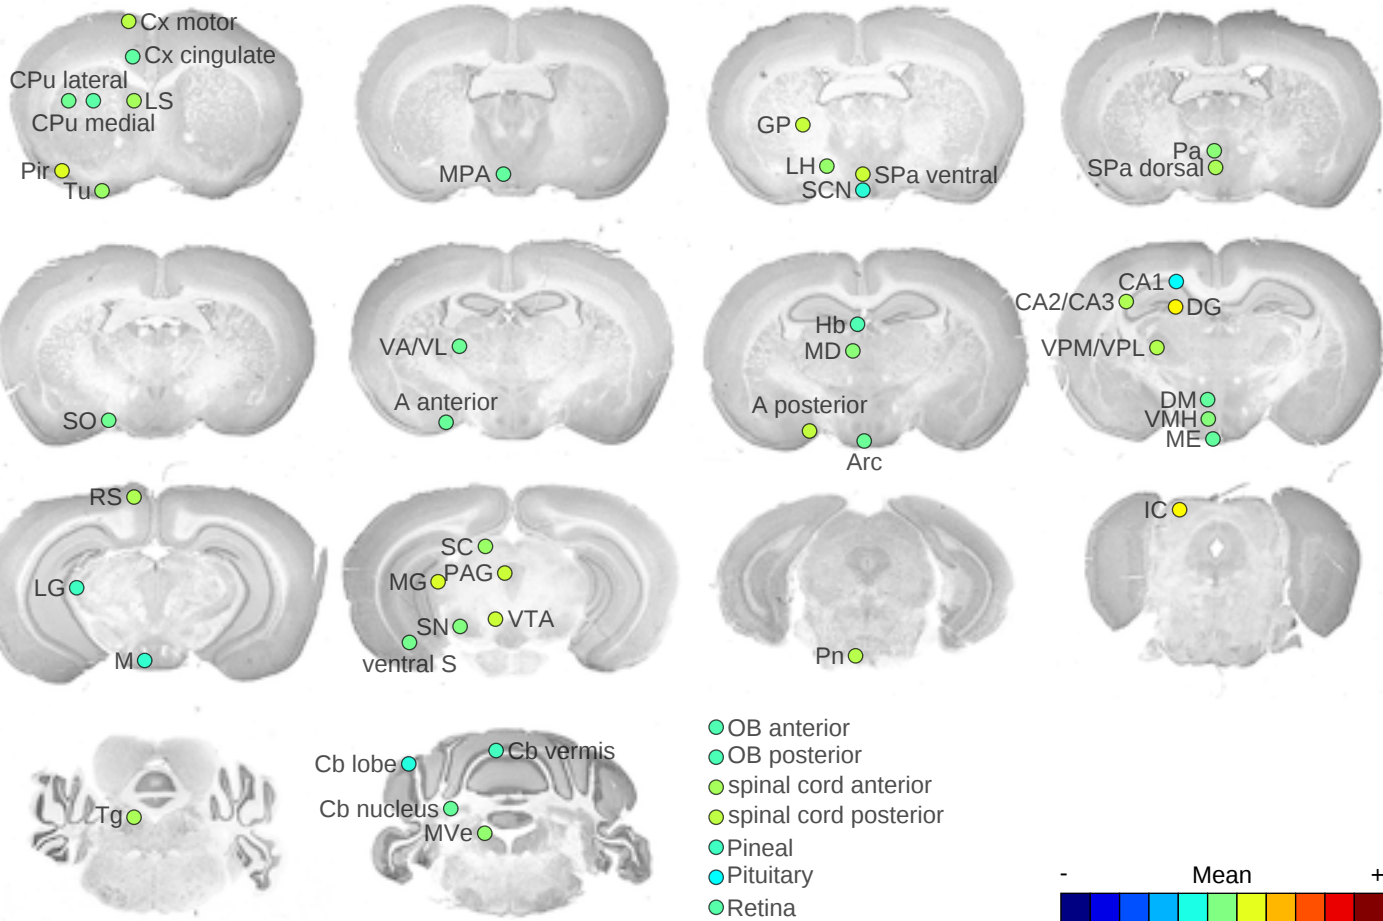 Cx motor
Cx cingulate
CPu lateral
LS
CPu medial
Pir
Tu
MPA
GP
LH
SPa ventral
SCN
Pa
SPa dorsal
SO
VA/VL
A anterior
Hb
MD
A posterior
Arc
CA1
CA2/CA3
DG
VPM/VPL
DM
VMH
ME
RS
LG
M
SC
MG
PAG
SN
VTA
ventral S
Pn
IC
Tg
Cb lobe
Cb vermis
Cb nucleus
MVe
OB anterior
OB posterior
spinal cord anterior
spinal cord posterior
Pineal
Pituitary
Retina
- Mean +